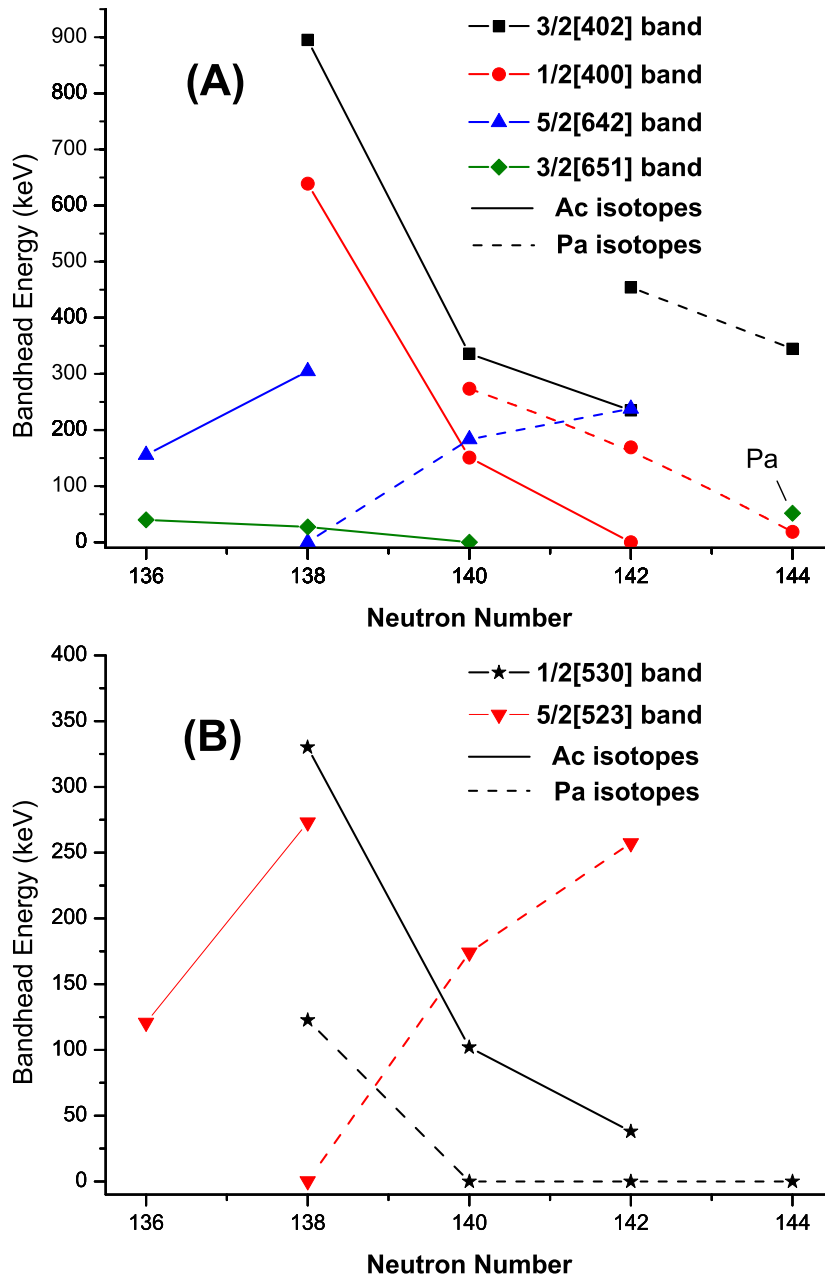 (A)
3/2[402] band
1/2[400] band
5/2[642] band
3/2[651] band
Ac isotopes
Pa isotopes
Pa
900
800
700
600
500
400
300
200
100
0
Bandhead Energy (keV)
136 138 140 142 144
Neutron Number
(B)
1/2[530] band
5/2[523] band
Ac isotopes
Pa isotopes
400
350
300
250
200
150
100
50
0
Bandhead Energy (keV)
136 138 140 142 144
Neutron Number